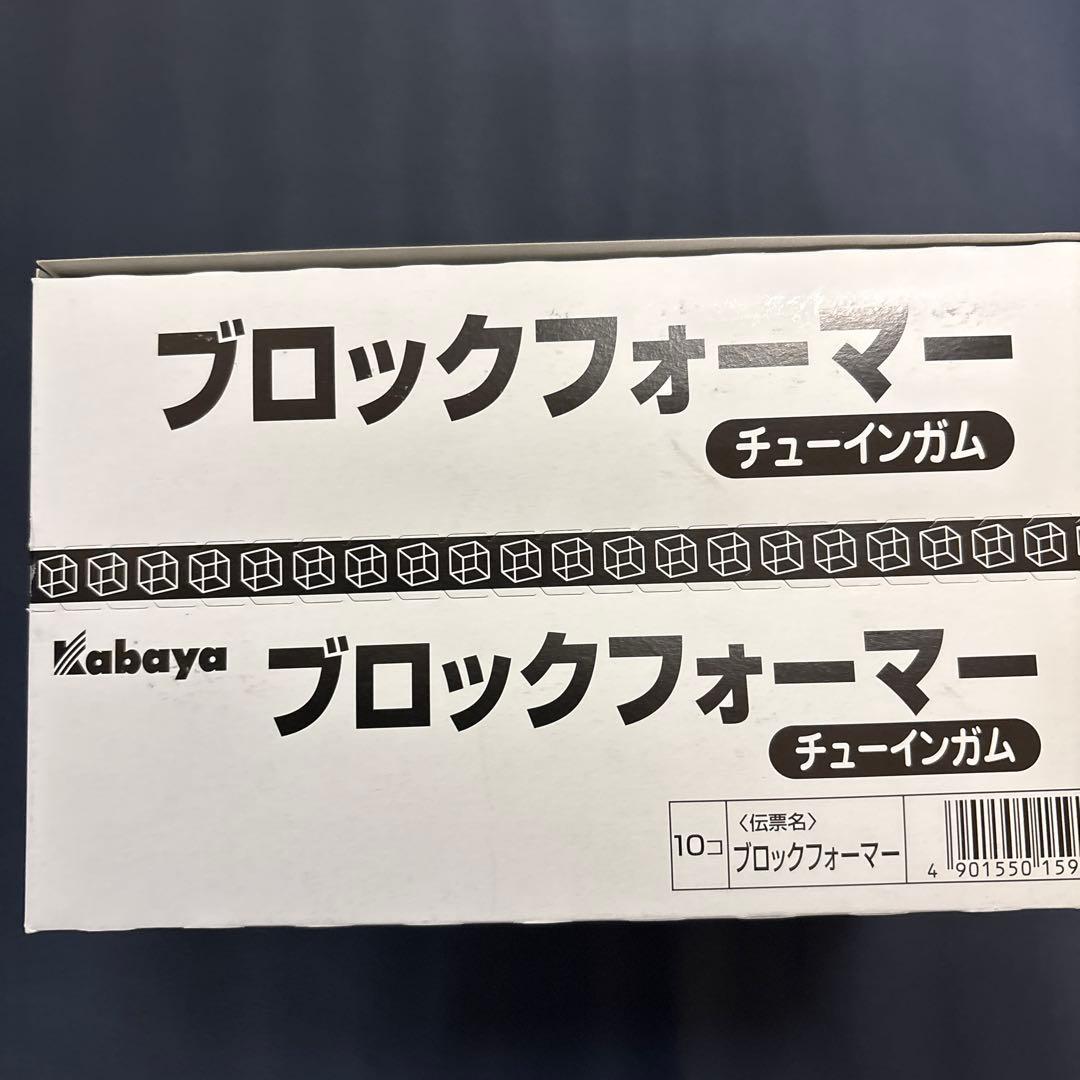 ブロックフォーマー
チューインガム
Kabaya ブロックフォーマー
チューインガム
10コ
〈伝票名〉
ブロックフォーマー
4 901550 159